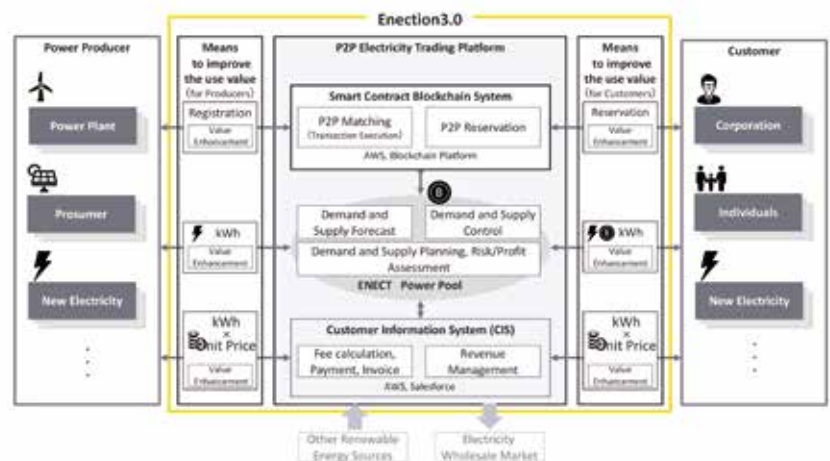 Enection3.0
Power Producer
Power Plant
Prosumer
New Electricity
Means
to improve
the use value
(for Producers)
Registration
Value
Enhancement
kWh
Value
Enhancement
kWh
×
nit Price
Value
Enhancement
P2P Electricity Trading Platform
Smart Contract Blockchain System
P2P Matching
(Transaction Execution)
P2P Reservation
AWS, Blockchain Platform
B
Demand and
Supply Forecast
Demand and Supply
Control
Demand and Supply Planning, Risk/Profit
Assessment
ENECT Power Pool
Customer Information System (CIS)
Fee calculation,
Payment, Invoice
Revenue
Management
AWS, Salesforce
Other Renewable
Energy Sources
Electricity
Wholesale Market
Means
to improve
the use value
(for Customers)
Reservation
Value
Enhancement
kWh
Value
Enhancement
kWh
×
nit Price
Value
Enhancement
Customer
Corporation
Individuals
New Electricity